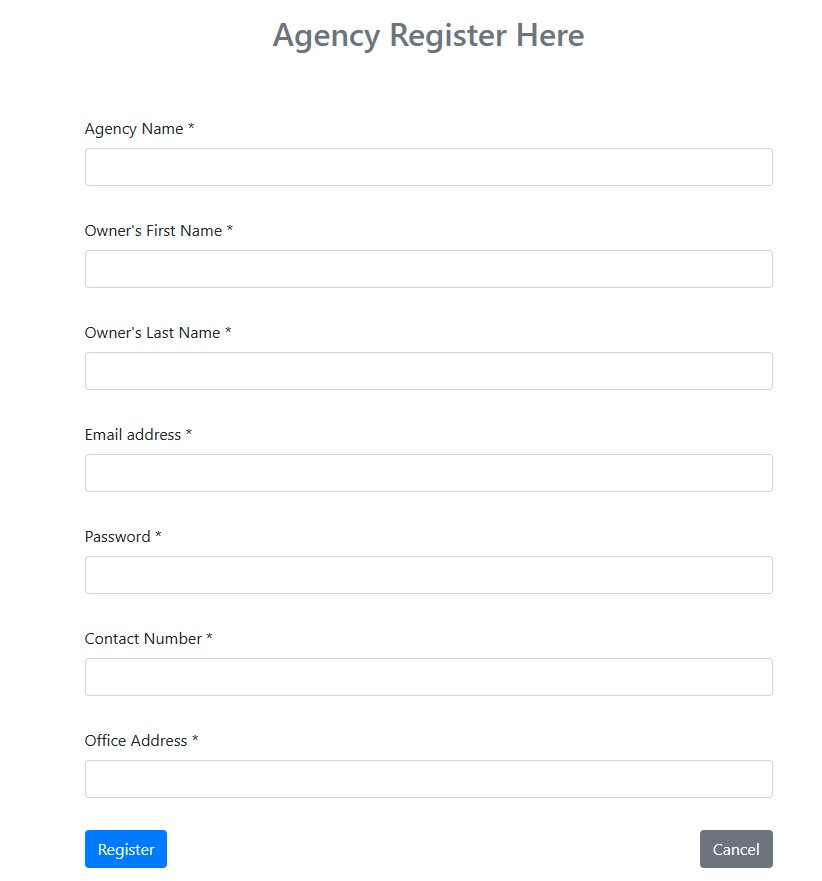 Agency Register Here
Agency Name *
Owner's First Name *
Owner's Last Name *
Email address *
Password *
Contact Number *
Office Address *
Register Cancel